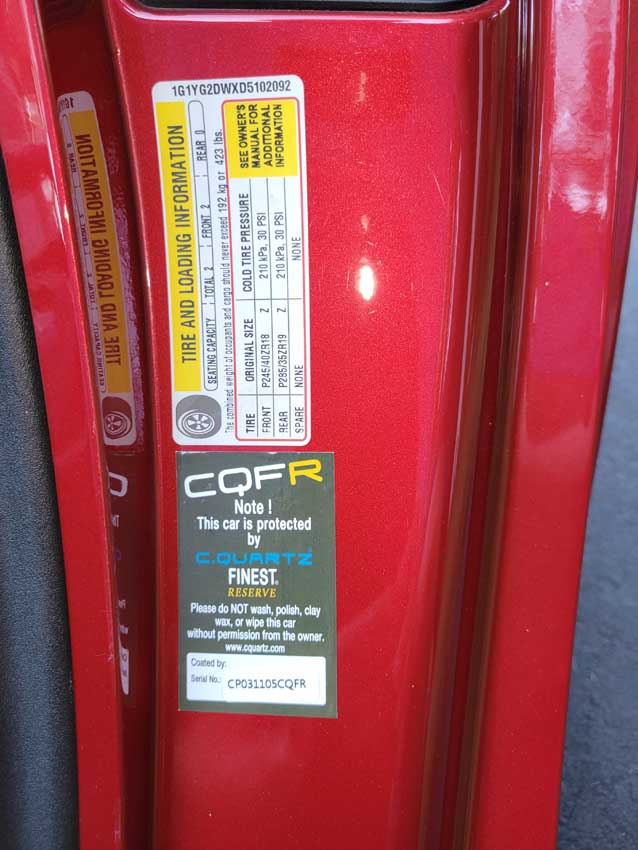 1G1YG2DWXD5102092
TIRE AND LOADING INFORMATION
SEATING CAPACITY TOTAL 2 FRONT 2 REAR 0
The combined weight of occupants and cargo should never exceed 192 kg or 423 lbs.
TIRE ORIGINAL SIZE COLD TIRE PRESSURE
FRONT P245/40ZR18 Z 210 kPa, 30 PSI
REAR P285/35ZR19 Z 210 kPa, 30 PSI
SPARE NONE NONE
SEE OWNER'S
MANUAL FOR
ADDITIONAL
INFORMATION
CQFR
Note !
This car is protected
by
C.QUARTZ
FINEST
RESERVE
Please do NOT wash, polish, clay
wax, or wipe this car
without permission from the owner.
www.cquartz.com
Coated by:
Serial No.: CP031105CQFR
TIRE AND LOADING INFORMATION